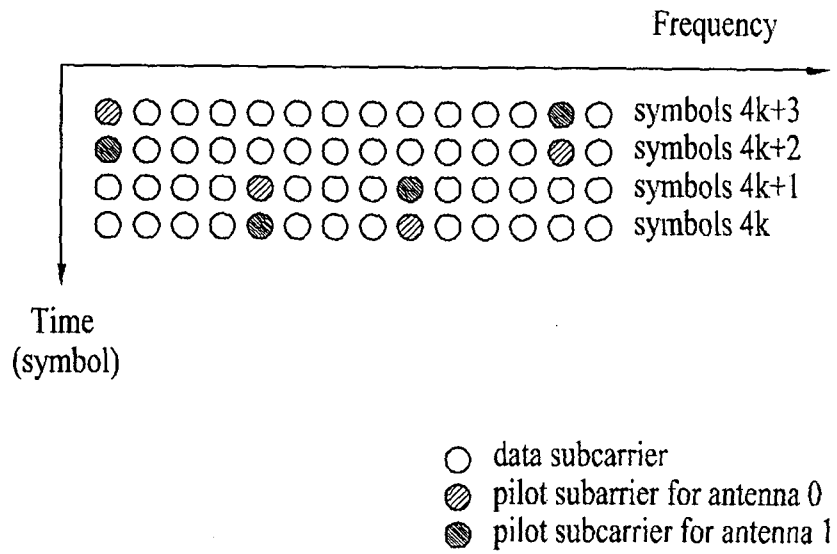 Frequency
symbols 4k+3
symbols 4k+2
symbols 4k+1
symbols 4k
Time
(symbol)
data subcarrier
pilot subarrier for antenna 0
pilot subcarrier for antenna 1